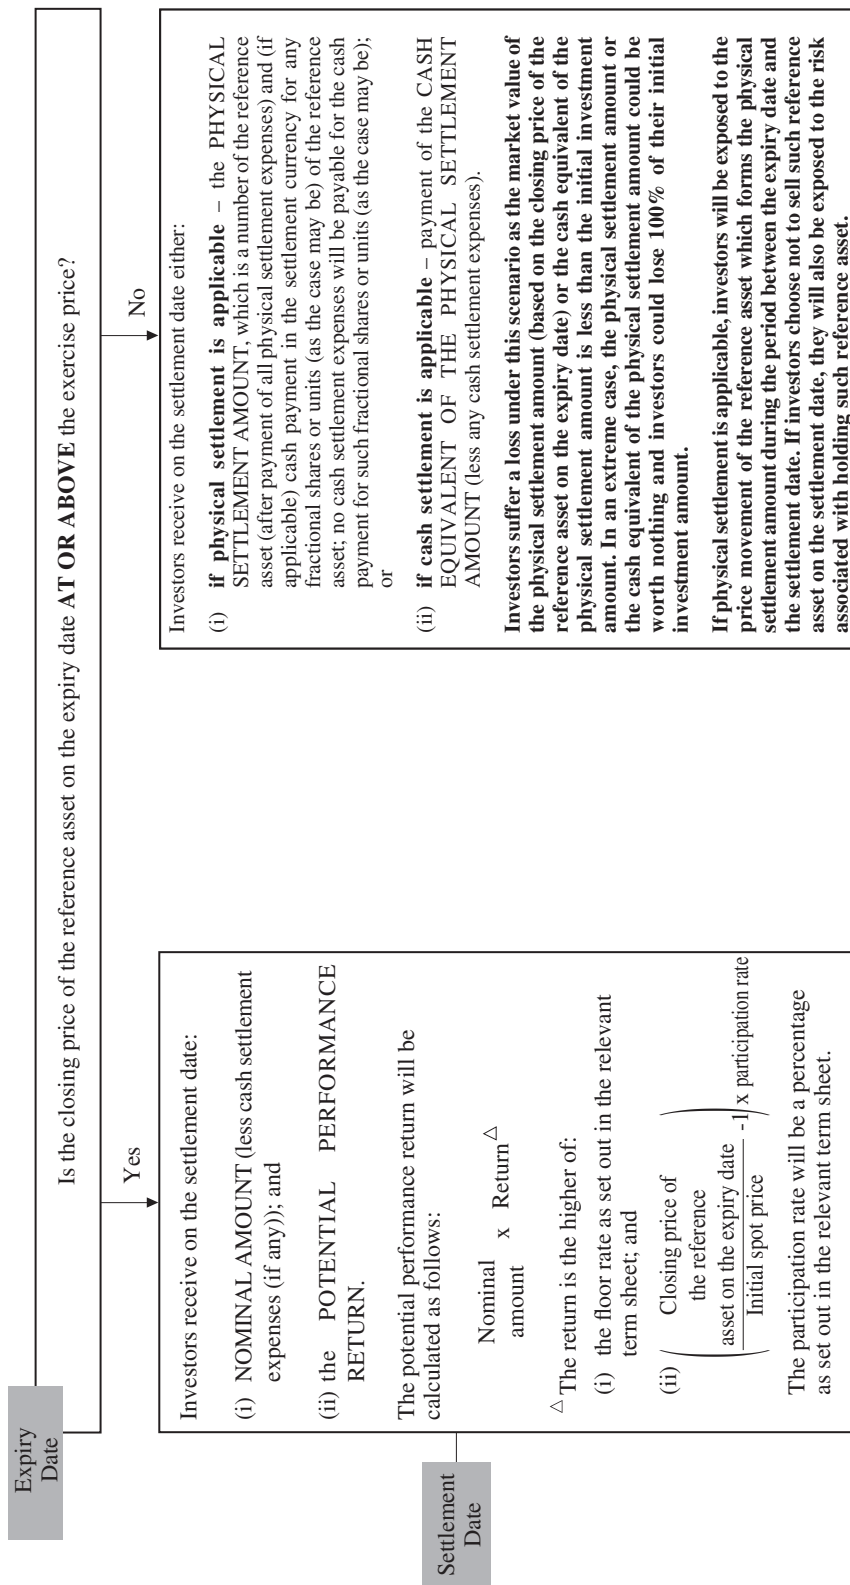 Expiry
Date
Is the closing price of the reference asset on the expiry date AT OR ABOVE the exercise price?
Yes
No
Settlement
Date
Investors receive on the settlement date:
(i) NOMINAL AMOUNT (less cash settlement
expenses (if any)); and
(ii) the POTENTIAL PERFORMANCE
RETURN.
The potential performance return will be
calculated as follows:
Nominal
amount x Return△
△ The return is the higher of:
(i) the floor rate as set out in the relevant
term sheet; and
(ii) ( Closing price of
the reference
asset on the expiry date
Initial spot price
-1 ) x participation rate
The participation rate will be a percentage
as set out in the relevant term sheet.
Investors receive on the settlement date either:
(i) if physical settlement is applicable – the PHYSICAL
SETTLEMENT AMOUNT, which is a number of the reference
asset (after payment of all physical settlement expenses) and (if
applicable) cash payment in the settlement currency for any
fractional shares or units (as the case may be) of the reference
asset; no cash settlement expenses will be payable for the cash
payment for such fractional shares or units (as the case may be);
or
(ii) if cash settlement is applicable – payment of the CASH
EQUIVALENT OF THE PHYSICAL SETTLEMENT
AMOUNT (less any cash settlement expenses).
Investors suffer a loss under this scenario as the market value of
the physical settlement amount (based on the closing price of the
reference asset on the expiry date) or the cash equivalent of the
physical settlement amount is less than the initial investment
amount. In an extreme case, the physical settlement amount or
the cash equivalent of the physical settlement amount could be
worth nothing and investors could lose 100% of their initial
investment amount.
If physical settlement is applicable, investors will be exposed to the
price movement of the reference asset which forms the physical
settlement amount during the period between the expiry date and
the settlement date. If investors choose not to sell such reference
asset on the settlement date, they will also be exposed to the risk
associated with holding such reference asset.